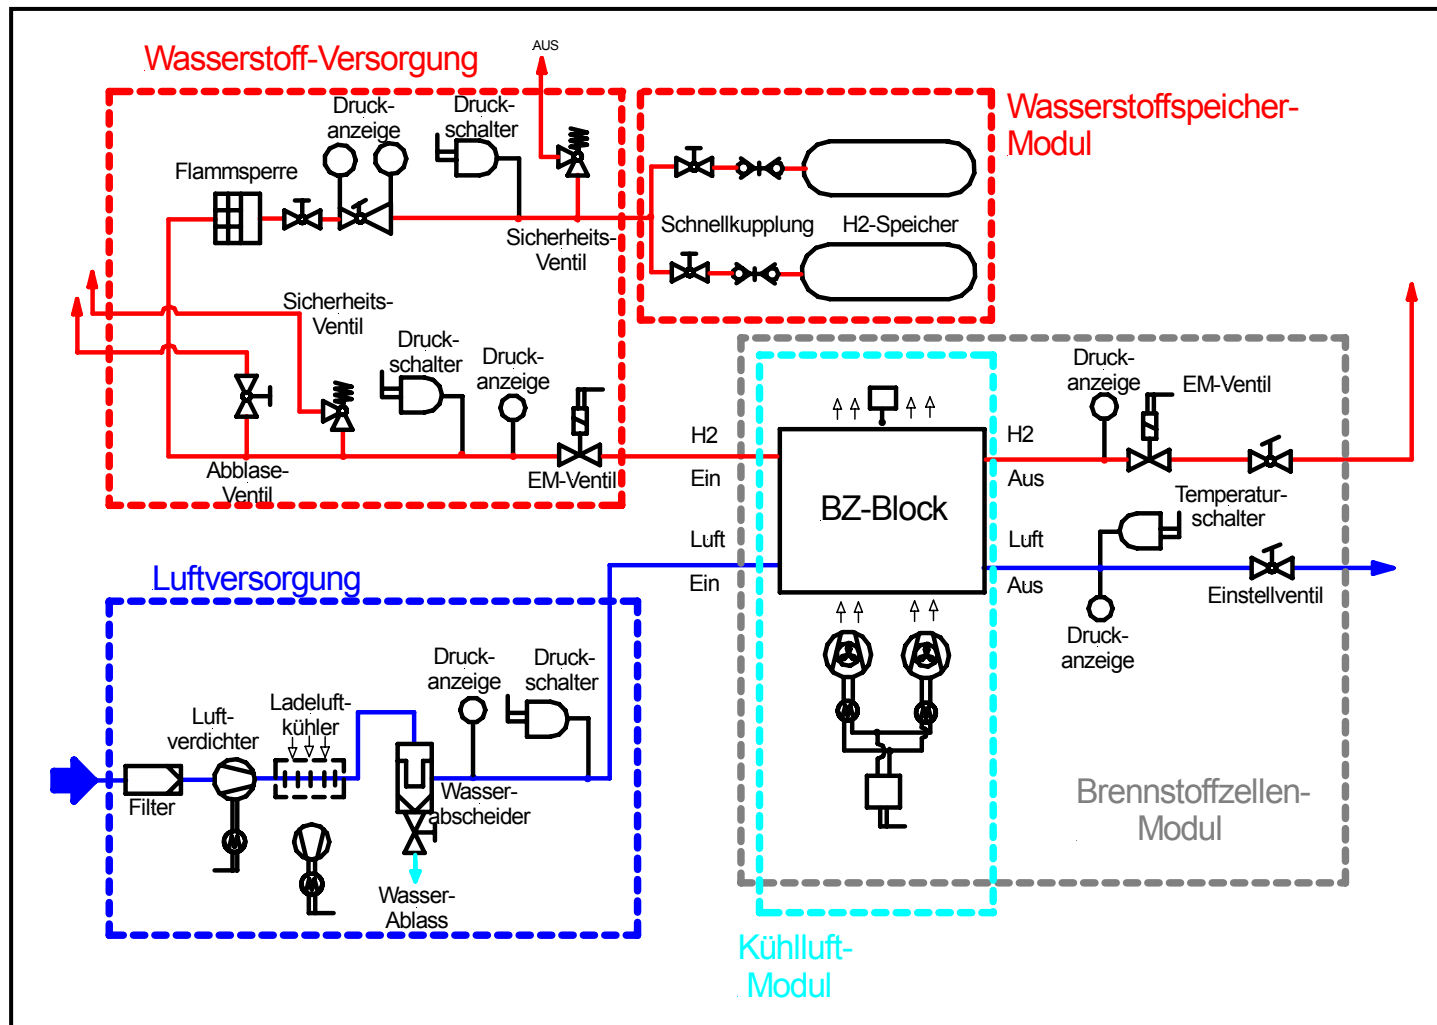 Wasserstoff-Versorgung
AUS
Druck-
anzeige
Druck-
schalter
Flammsperre
Sicherheits-
Ventil
Wasserstoffspeicher-
Modul
Schnellkupplung
H2-Speicher
Sicherheits-
Ventil
Druck-
schalter
Druck-
anzeige
Abblase-
Ventil
EM-Ventil
H2
Ein
Luft
Ein
BZ-Block
H2
Aus
Luft
Aus
Druck-
anzeige
EM-Ventil
Temperatur-
schalter
Einstellventil
Druck-
anzeige
Brennstoffzellen-
Modul
Kühlluft-
Modul
Luftversorgung
Luft-
verdichter
Ladeluft-
kühler
Druck-
anzeige
Druck-
schalter
Filter
Wasser-
abscheider
Wasser-
Ablass
M
M
M
M